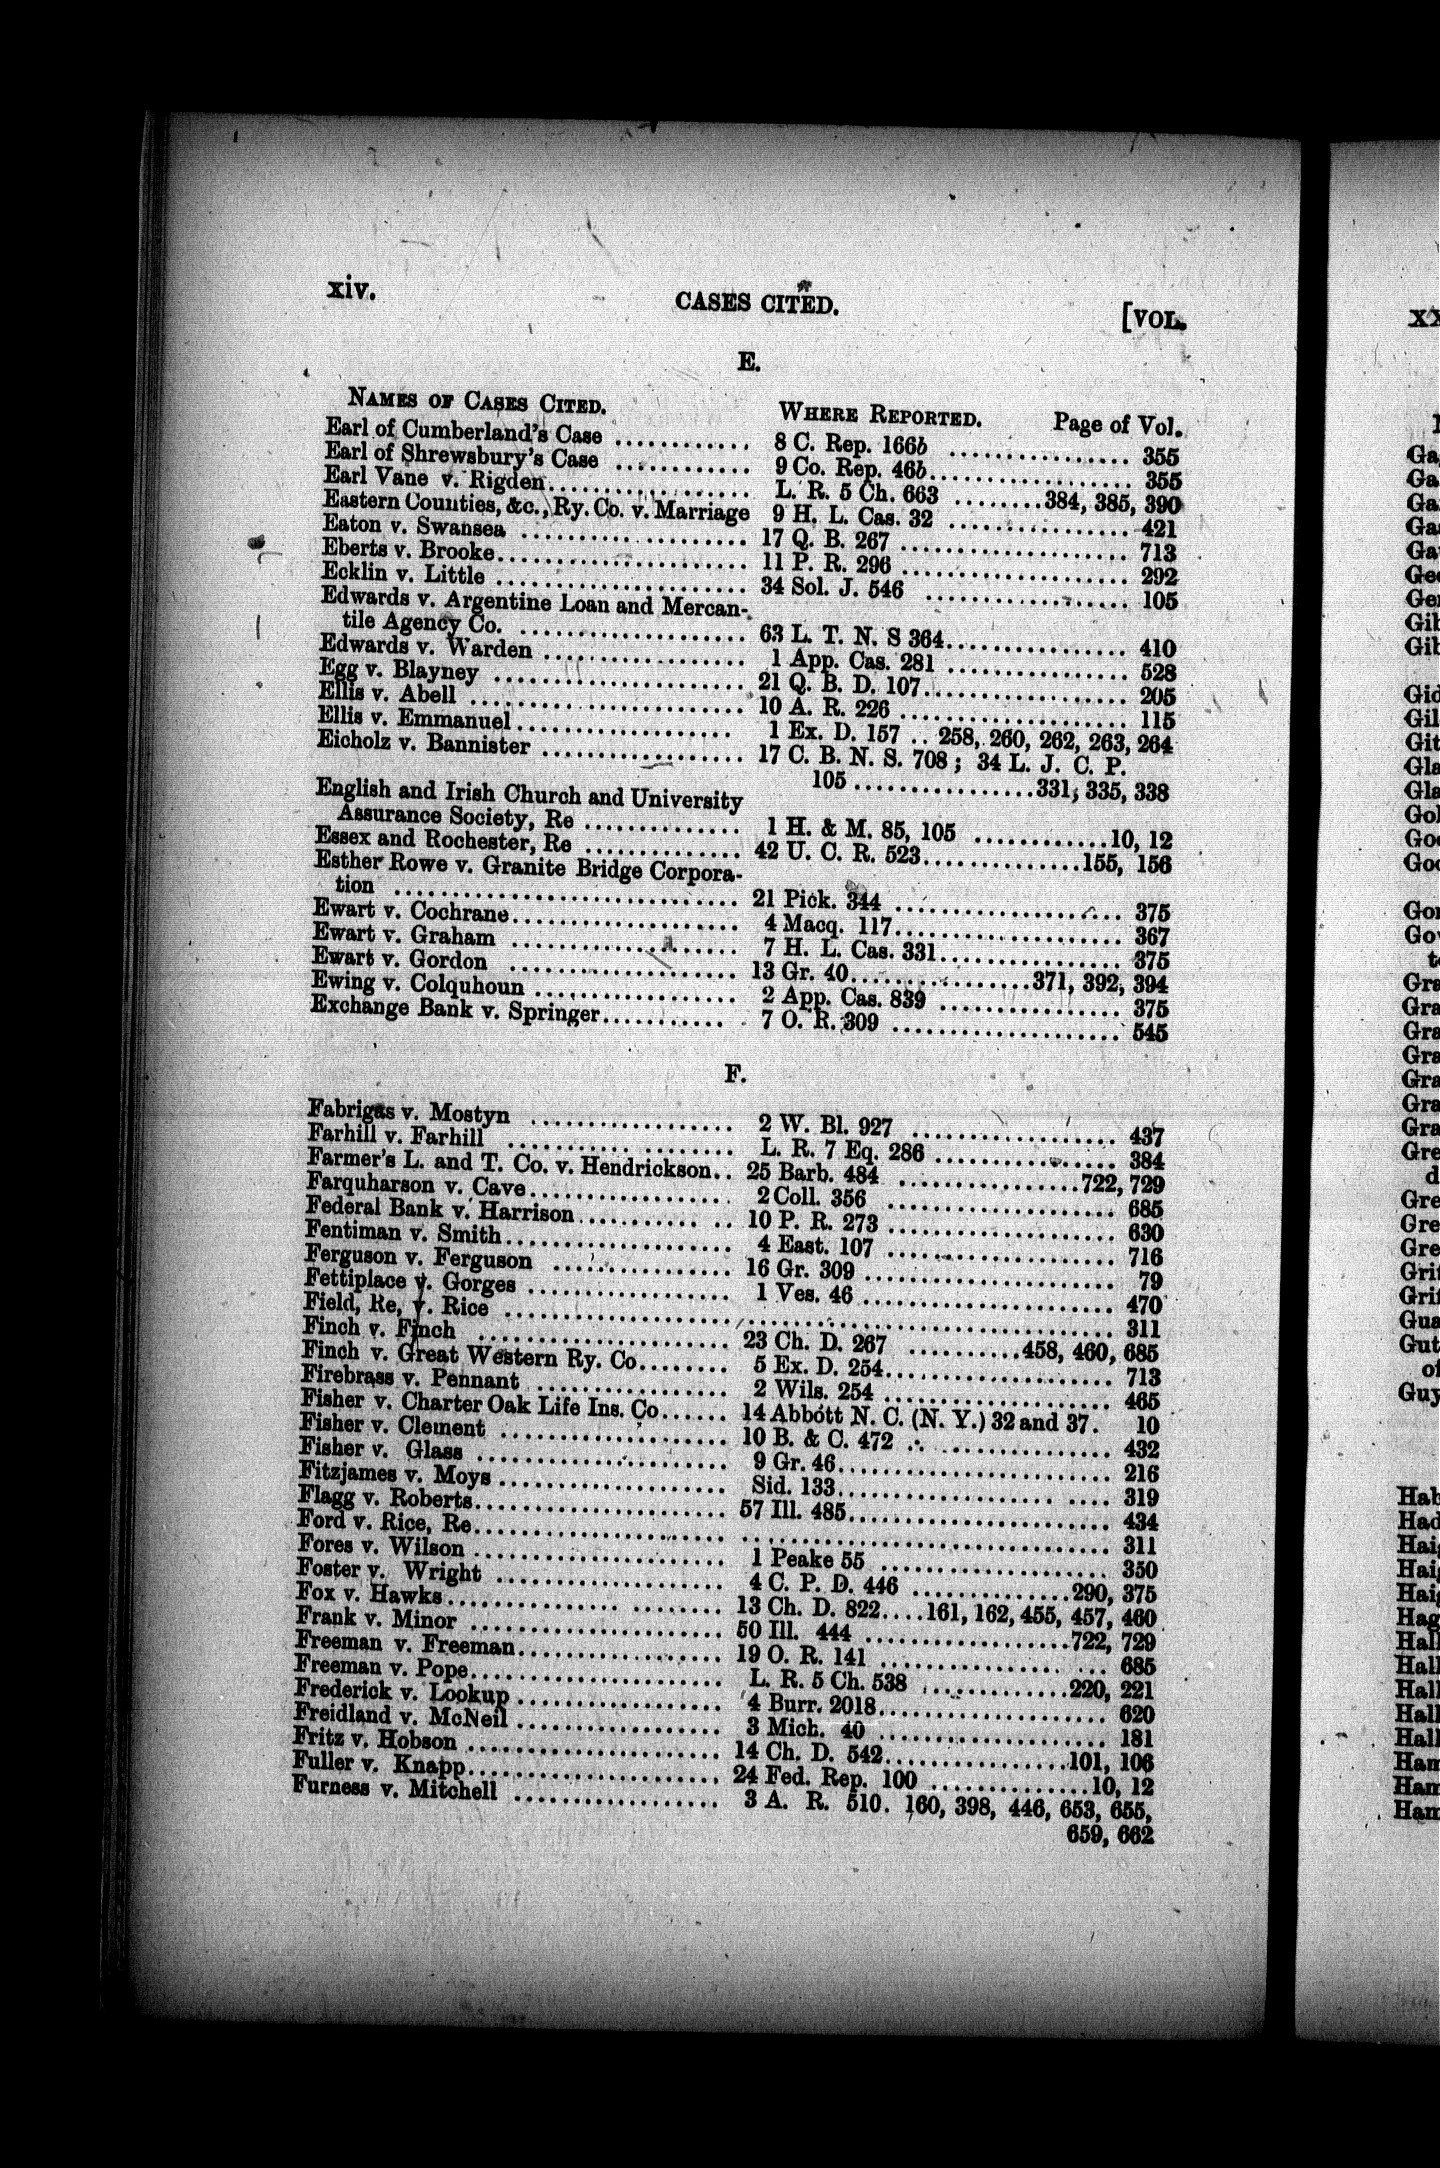 xiv.
CASES CITED.
[VOL.
E.
NAMES OF CASES CITED. WHERE REPORTED. Page of Vol.
Earl of Cumberland's Case ............ 8 C. Rep. 166b ................ 355
Earl of Shrewsbury's Case ............ 9 Co. Rep. 46b.................. 355
Earl Vane v. Rigden.................. L. R. 5 Ch. 663 ........384, 385, 390
Eastern Counties, &c., Ry. Co. v. Marriage 9 H. L. Cas. 32 ................ 421
Eaton v. Swansea .................... 17 Q. B. 267 .................... 713
Eberts v. Brooke...................... 11 P. R. 296 .................... 292
Ecklin v. Little ...................... 34 Sol. J. 546 .................. 105
Edwards v. Argentine Loan and Mercan-
tile Agency Co. .................... 63 L. T. N. S 364................ 410
Edwards v. Warden .................. 1 App. Cas. 281 ................ 528
Egg v. Blayney ...................... 21 Q. B. D. 107.................. 205
Ellis v. Abell ........................ 10 A. R. 226 .................... 115
Ellis v. Emmanuel................... 1 Ex. D. 157 .. 258, 260, 262, 263, 264
Eicholz v. Bannister .................. 17 C. B. N. S. 708 ; 34 L. J. C. P.
105 ................331, 335, 338
English and Irish Church and University
Assurance Society, Re .............. 1 H. & M. 85, 105 ............10, 12
Essex and Rochester, Re .............. 42 U. C. R. 523..............155, 156
Esther Rowe v. Granite Bridge Corpora-
tion .............................. 21 Pick. 344 .................... 375
Ewart v. Cochrane.................... 4 Macq. 117.................... 367
Ewart v. Graham .................... 7 H. L. Cas. 331................ 375
Ewart v. Gordon .................... 13 Gr. 40................371, 392, 394
Ewing v. Colquhoun .................. 2 App. Cas. 839 ................ 375
Exchange Bank v. Springer........... 7 O. R. 309 .................... 545
F.
Fabrigas v. Mostyn .................. 2 W. Bl. 927 .................. 437
Farhill v. Farhill .................... L. R. 7 Eq. 286 ................ 384
Farmer's L. and T. Co. v. Hendrickson.. 25 Barb. 484 ................722, 729
Farquharson v. Cave.................. 2 Coll. 356 .................... 685
Federal Bank v. Harrison.......... .. 10 P. R. 273 .................... 630
Fentiman v. Smith.................... 4 East. 107 .................... 716
Ferguson v. Ferguson ................ 16 Gr. 309 ...................... 79
Fettiplace v. Gorges .................. 1 Ves. 46 ...................... 470
Field, Re, v. Rice .................... .............................. 311
Finch v. Finch ...................... 23 Ch. D. 267 ..........458, 460, 685
Finch v. Great Western Ry. Co........ 5 Ex. D. 254.................... 713
Firebrass v. Pennant ................ 2 Wils. 254 .................... 465
Fisher v. Charter Oak Life Ins. Co...... 14 Abbott N. C. (N. Y.) 32 and 37. 10
Fisher v. Clement .................... 10 B. & C. 472 .................. 432
Fisher v. Glass ...................... 9 Gr. 46........................ 216
Fitzjames v. Moys .................... Sid. 133................... .... 319
Flagg v. Roberts...................... 57 Ill. 485...................... 434
Ford v. Rice, Re...................... .............................. 311
Fores v. Wilson ...................... 1 Peake 55 .................... 350
Foster v. Wright .................... 4 C. P. D. 446 ..............290, 375
Fox v. Hawks............... ........ 13 Ch. D. 822....161, 162, 455, 457, 460
Frank v. Minor ...................... 50 Ill. 444 ..................722, 729
Freeman v. Freeman.................. 19 O. R. 141 ................ ... 685
Freeman v. Pope...................... L. R. 5 Ch. 538 ............220, 221
Frederick v. Lookup .................. 4 Burr. 2018.................... 620
Freidland v. McNeil .................. 3 Mich. 40 .................... 181
Fritz v. Hobson ...................... 14 Ch. D. 542................101, 106
Fuller v. Knapp...................... 24 Fed. Rep. 100 ..............10, 12
Furness v. Mitchell .................. 3 A. R. 510. 160, 398, 446, 653, 655,
659, 662